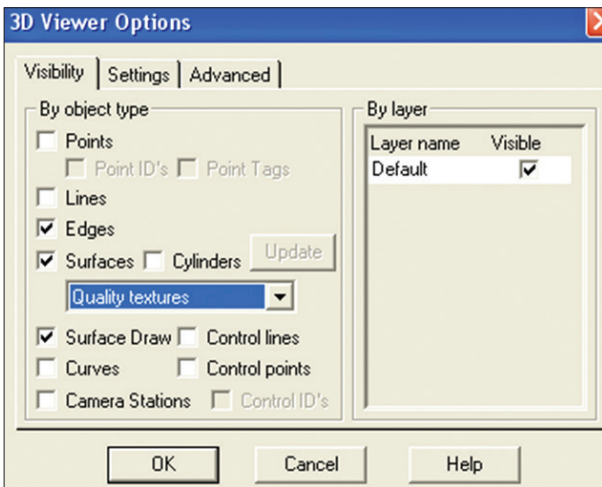 3D Viewer Options
Visibility Settings Advanced
By object type
Points
Point ID's Point Tags
Lines
Edges
Surfaces Cylinders Update
Quality textures
Surface Draw Control lines
Curves Control points
Camera Stations Control ID's
By layer
Layer name Visible
Default
OK Cancel Help